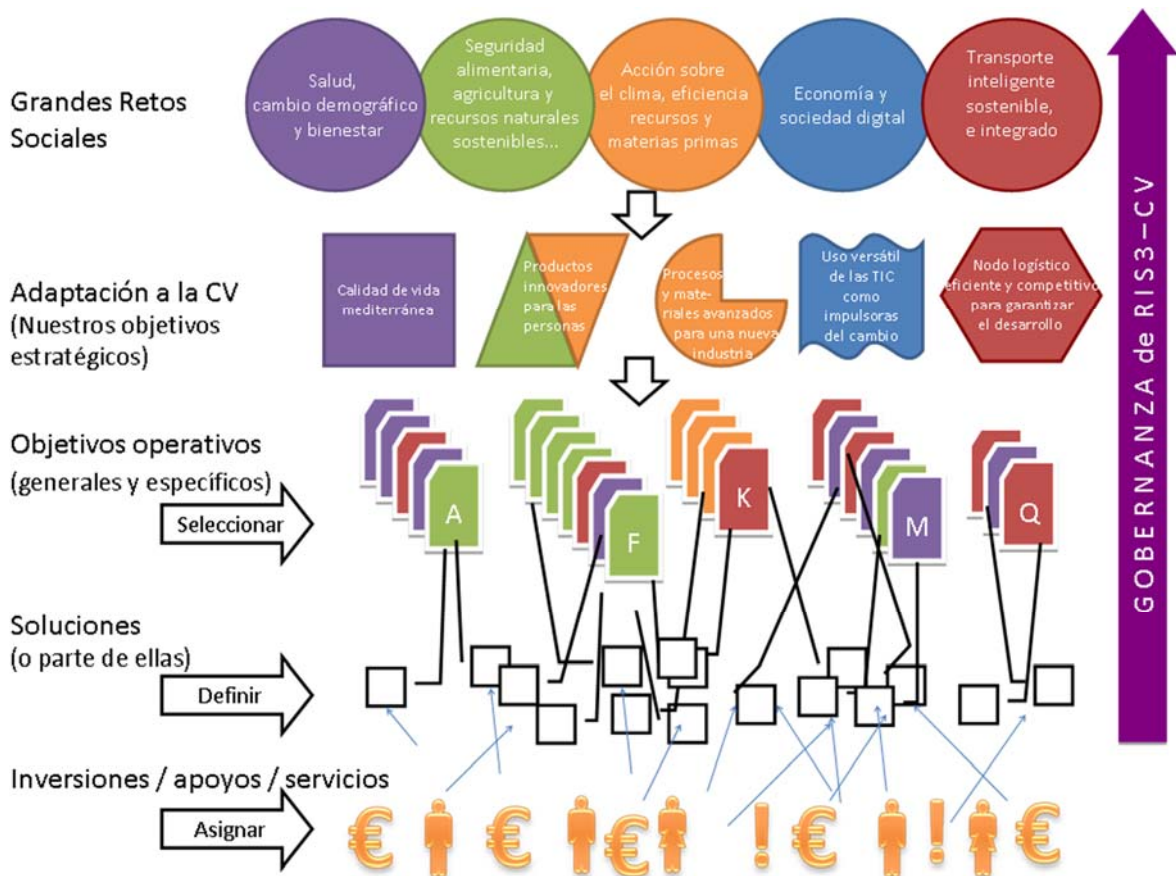 Grandes Retos
Sociales
Salud,
cambio demográfico
y bienestar
Seguridad
alimentaria,
agricultura y
recursos naturales
sostenibles...
Acción sobre
el clima, eficiencia
recursos y
materias primas
Economía y
sociedad digital
Transporte
inteligente
sostenible,
e integrado
Adaptación a la CV
(Nuestros objetivos
estratégicos)
Calidad de vida
mediterránea
Productos
innovadores
para las
personas
Procesos
y mate-
riales avanzados
para una nueva
industria
Uso versátil
de las TIC
como
impulsoras
del cambio
Nodo logístico
eficiente y competitivo
para garantizar
el desarrollo
Objetivos operativos
(generales y específicos)
Seleccionar
A
F
K
M
Q
Soluciones
(o parte de ellas)
Definir
Inversiones / apoyos / servicios
Asignar
€
€
€
!
€
!
€
GOBERNANZA de RIS3–CV